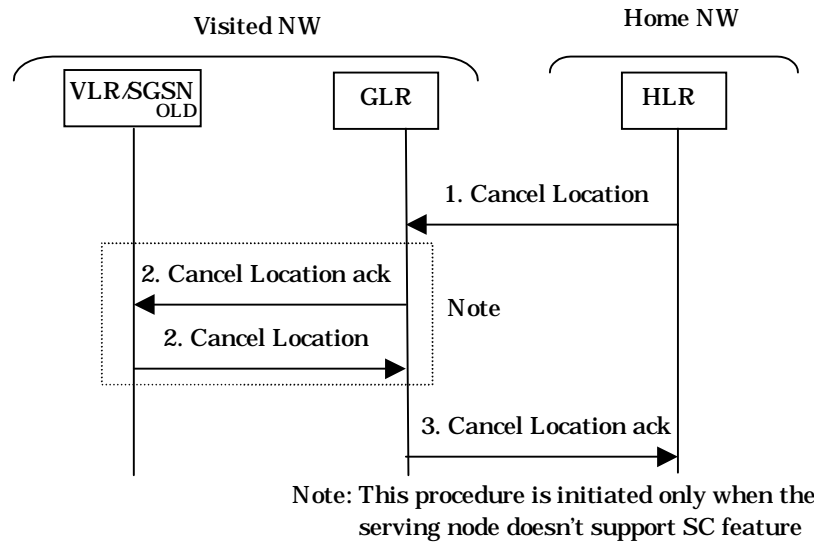 Visited NW
Home NW
VLR/SGSN
OLD
GLR
HLR
1. Cancel Location
2. Cancel Location ack
Note
2. Cancel Location
3. Cancel Location ack
Note: This procedure is initiated only when the
serving node doesn't support SC feature